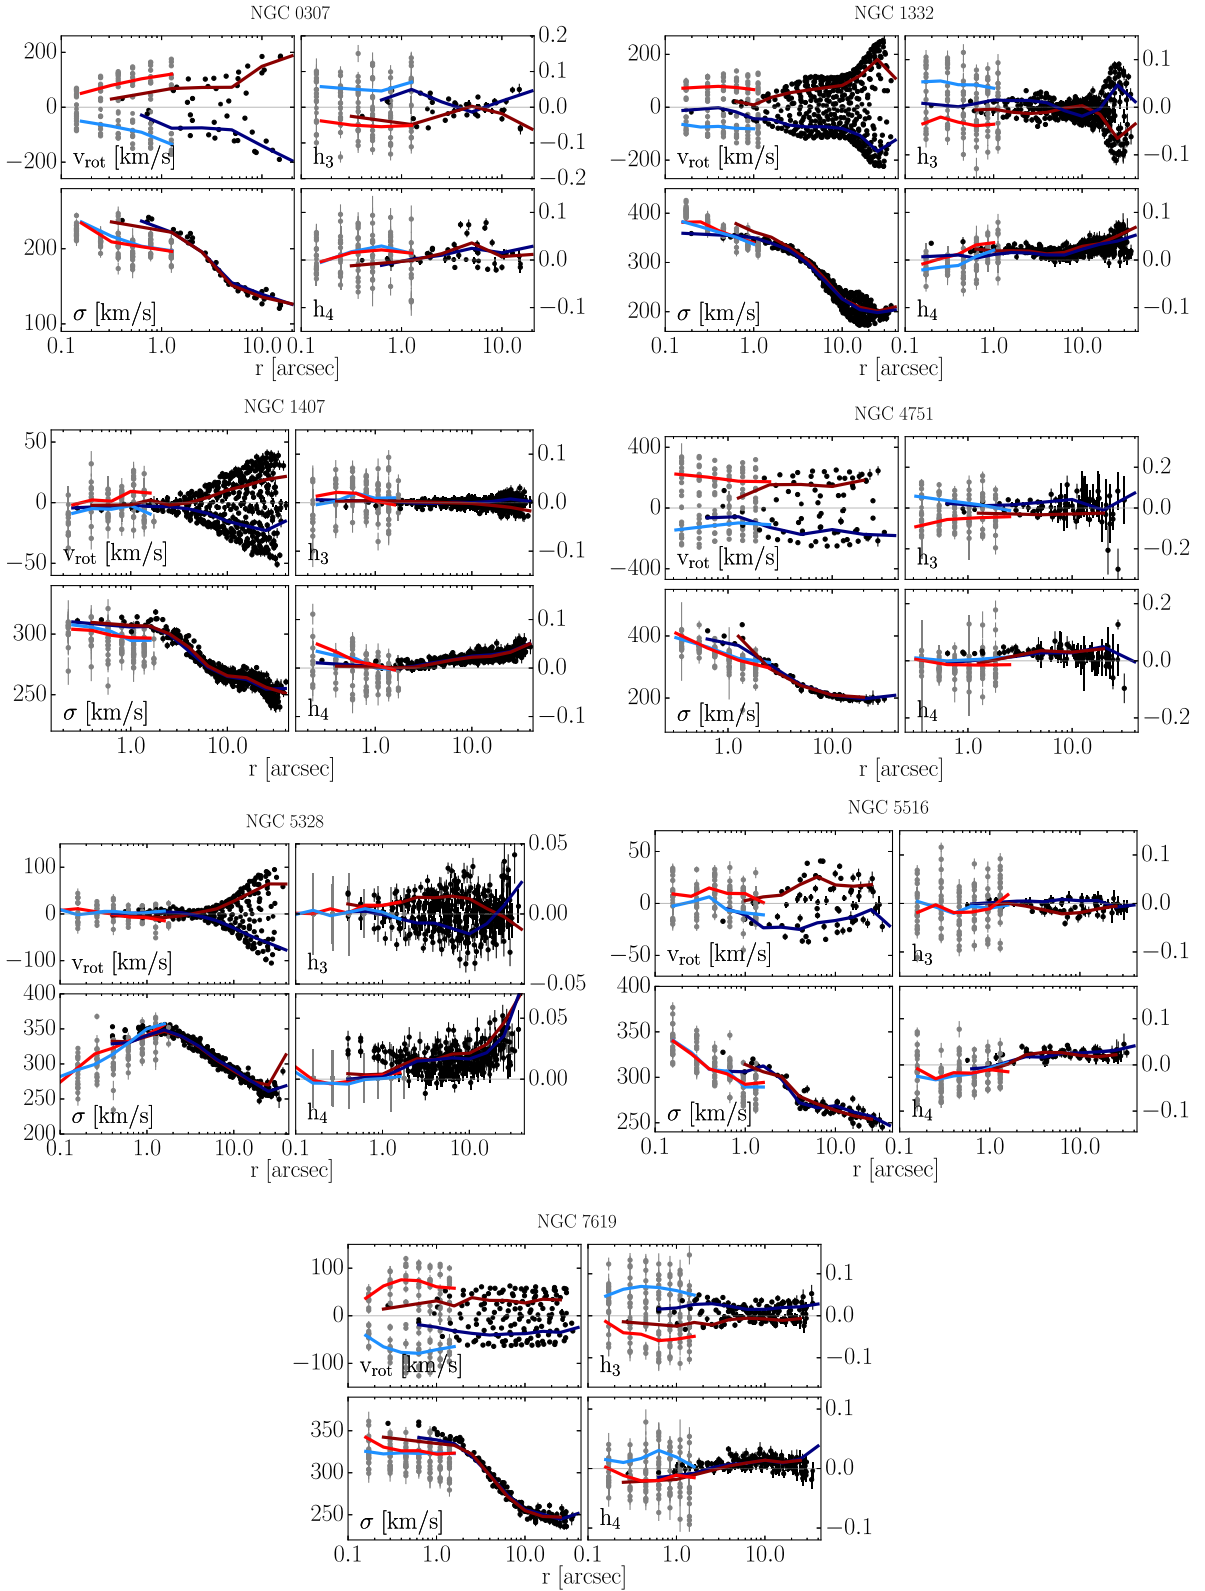 NGC 0307
200
0
−200
v_rot [km/s]
h_3
0.2
0.1
0.0
−0.1
−0.2
200
100
σ [km/s]
h_4
0.1
0.0
−0.1
0.1 1.0 10.0 0.1 1.0 10.0
r [arcsec]
NGC 1332
200
100
0
−100
−200
v_rot [km/s]
h_3
0.1
0.0
−0.1
400
300
200
σ [km/s]
h_4
0.1
0.0
−0.1
0.1 1.0 10.0 0.1 1.0 10.0
r [arcsec]
NGC 1407
50
0
−50
v_rot [km/s]
h_3
0.1
0.0
−0.1
300
250
σ [km/s]
h_4
0.1
0.0
−0.1
1.0 10.0 1.0 10.0
r [arcsec]
NGC 4751
400
0
−400
v_rot [km/s]
h_3
0.2
0.0
−0.2
400
200
σ [km/s]
h_4
0.2
0.0
−0.2
1.0 10.0 1.0 10.0
r [arcsec]
NGC 5328
100
0
−100
v_rot [km/s]
h_3
0.05
0.00
−0.05
400
350
300
250
200
σ [km/s]
h_4
0.05
0.00
0.1 1.0 10.0 0.1 1.0 10.0
r [arcsec]
NGC 5516
50
0
−50
v_rot [km/s]
h_3
0.1
0.0
−0.1
400
350
300
250
σ [km/s]
h_4
0.1
0.0
−0.1
0.1 1.0 10.0 0.1 1.0 10.0
r [arcsec]
NGC 7619
100
0
−100
v_rot [km/s]
h_3
0.1
0.0
−0.1
350
300
250
σ [km/s]
h_4
0.1
0.0
−0.1
0.1 1.0 10.0 0.1 1.0 10.0
r [arcsec]